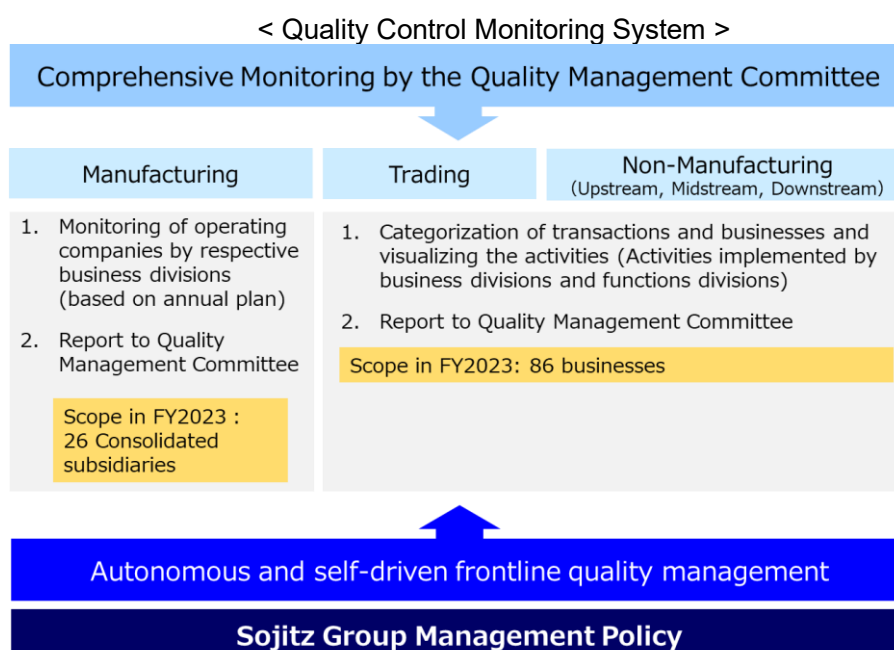 < Quality Control Monitoring System >
Comprehensive Monitoring by the Quality Management Committee
Manufacturing
1. Monitoring of operating
companies by respective
business divisions
(based on annual plan)
2. Report to Quality
Management Committee
Scope in FY2023 :
26 Consolidated
subsidiaries
Trading
Non-Manufacturing
(Upstream, Midstream, Downstream)
1. Categorization of transactions and businesses and
visualizing the activities (Activities implemented by
business divisions and functions divisions)
2. Report to Quality Management Committee
Scope in FY2023: 86 businesses
Autonomous and self-driven frontline quality management
Sojitz Group Management Policy